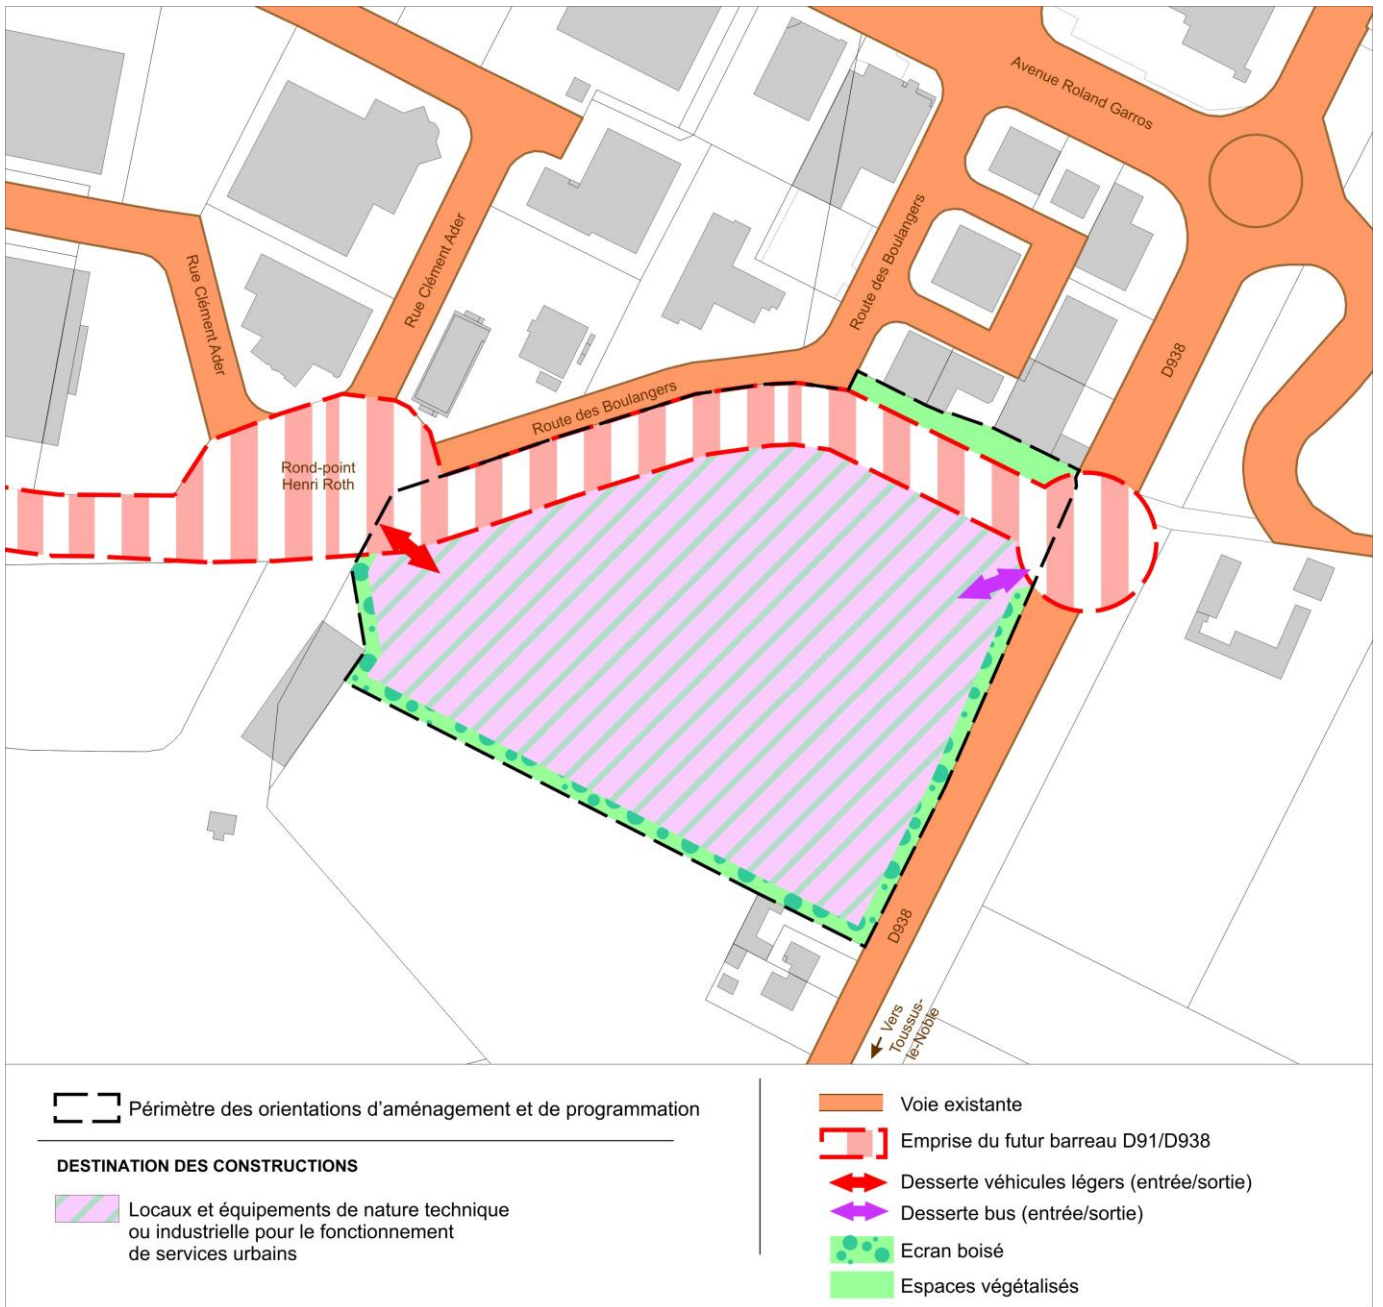 Avenue Roland Garros
Route des Boulangers
Rue Clément Ader
Rue Clément Ader
D938
Route des Boulangers
Rond-point
Henri Roth
D938
Vers
Toussus-
le-Noble
Périmètre des orientations d’aménagement et de programmation
DESTINATION DES CONSTRUCTIONS
Locaux et équipements de nature technique
ou industrielle pour le fonctionnement
de services urbains
Voie existante
Emprise du futur barreau D91/D938
Desserte véhicules légers (entrée/sortie)
Desserte bus (entrée/sortie)
Ecran boisé
Espaces végétalisés